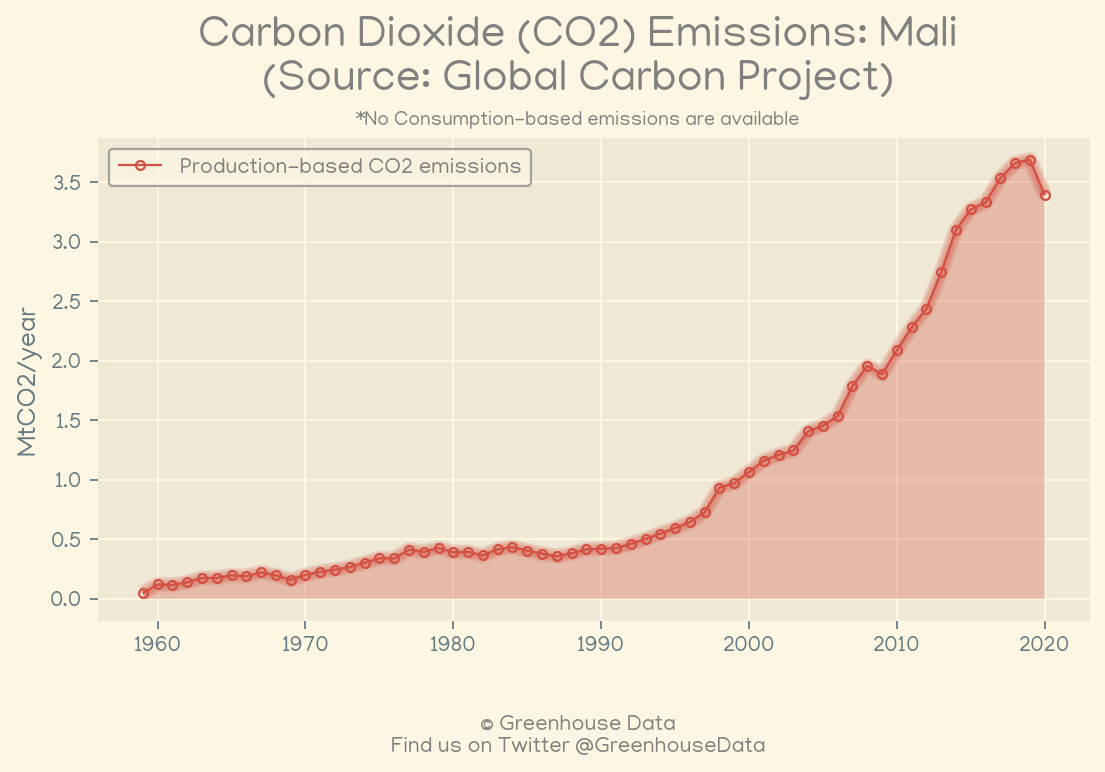 Carbon Dioxide (CO2) Emissions: Mali
(Source: Global Carbon Project)
*No Consumption-based emissions are available
Production-based CO2 emissions
MtCO2/year
3.5
3.0
2.5
2.0
1.5
1.0
0.5
0.0
1960 1970 1980 1990 2000 2010 2020
© Greenhouse Data
Find us on Twitter @GreenhouseData